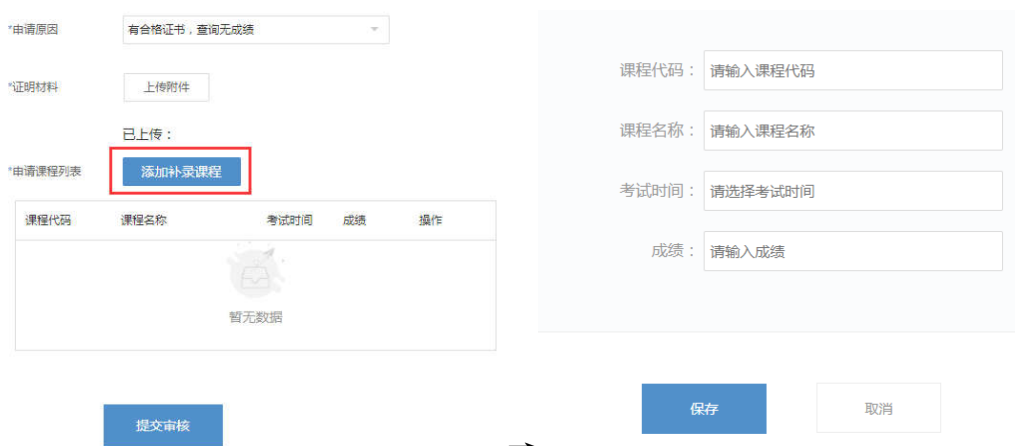 *申请原因
有合格证书，查询无成绩
*证明材料
上传附件
已上传：
*申请课程列表
添加补录课程
课程代码 课程名称 考试时间 成绩 操作
暂无数据
提交审核
课程代码： 请输入课程代码
课程名称： 请输入课程名称
考试时间： 请选择考试时间
成绩： 请输入成绩
保存 取消